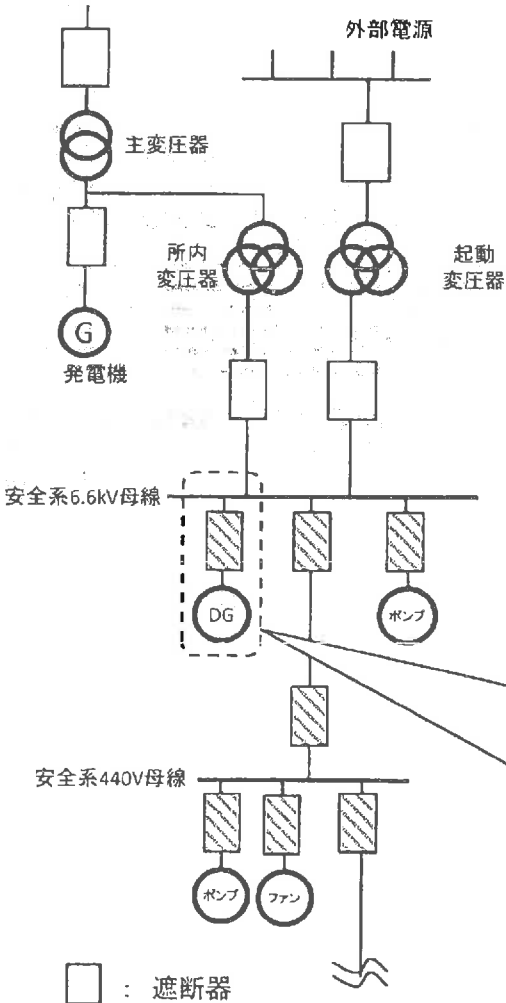 外部電源
主変圧器
所内
変圧器
起動
変圧器
G
発電機
安全系6.6kV母線
DG
ポンプ
安全系440V母線
ポンプ
ファン
： 遮断器